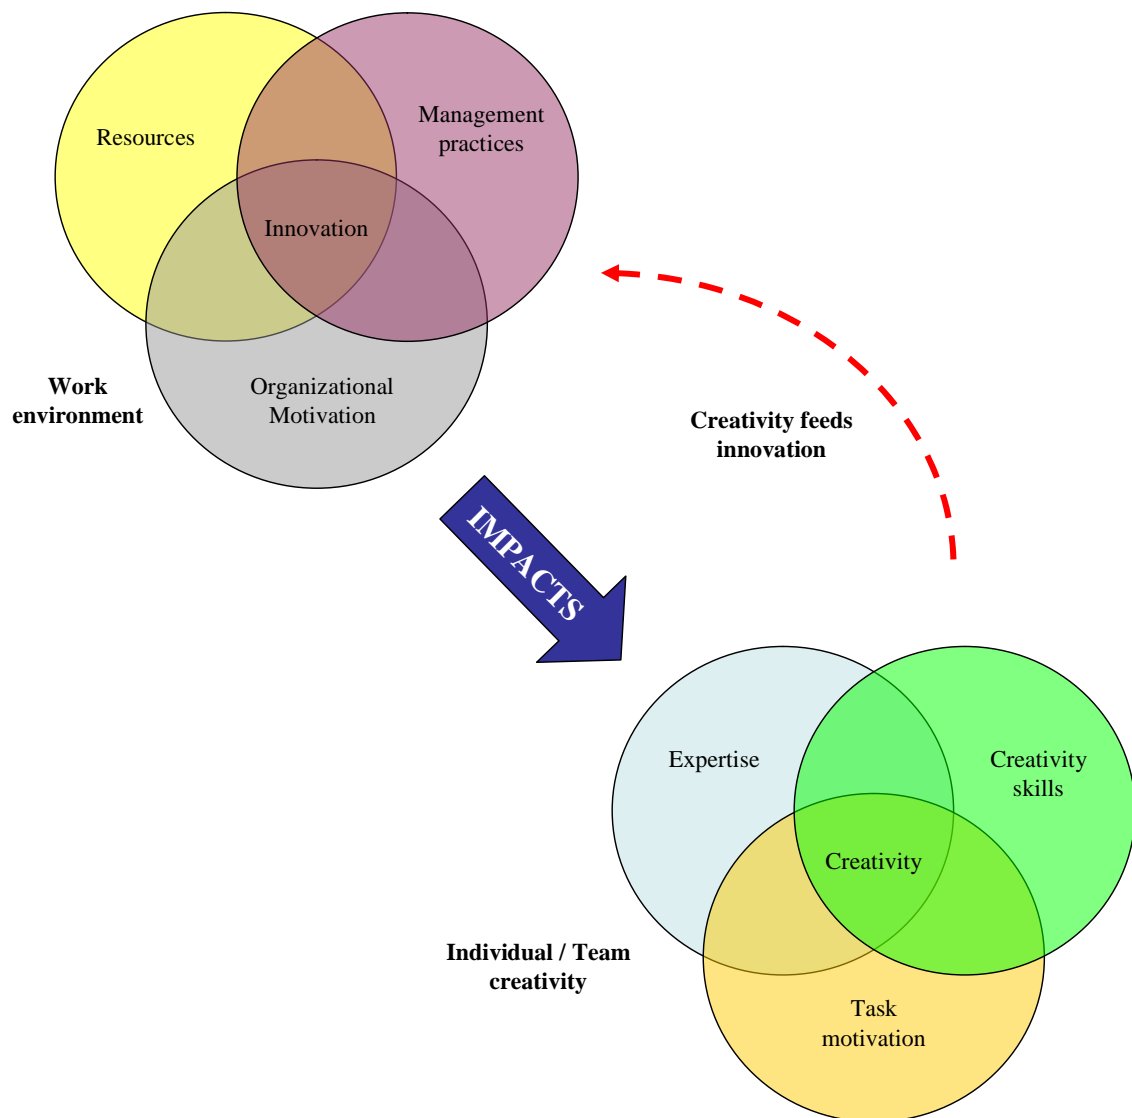 Resources
Management
practices
Innovation
Organizational
Motivation
Work
environment
Creativity feeds
innovation
IMPACTS
Expertise
Creativity
skills
Creativity
Individual / Team
creativity
Task
motivation